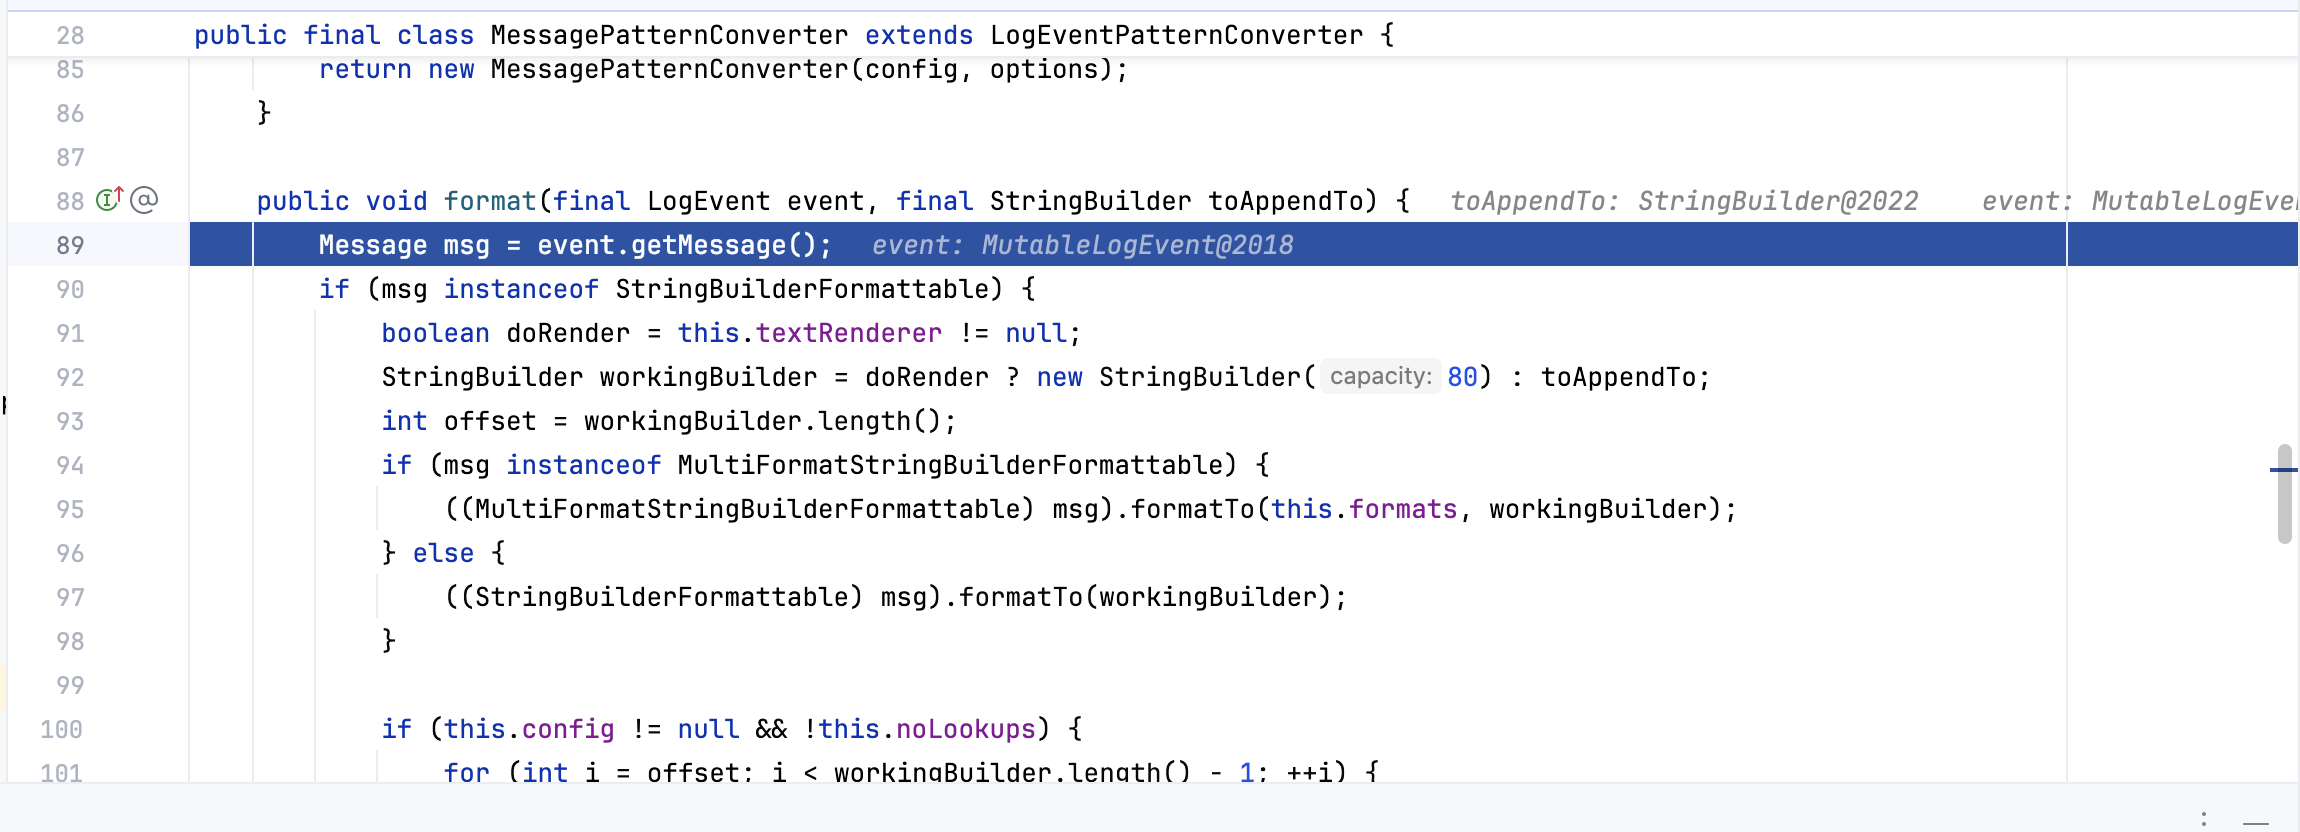 28 public final class MessagePatternConverter extends LogEventPatternConverter {
85 return new MessagePatternConverter(config, options);
86 }
87
88 public void format(final LogEvent event, final StringBuilder toAppendTo) { toAppendTo: StringBuilder@2022 event:
89 Message msg = event.getMessage(); event: MutableLogEvent@2018
90 if (msg instanceof StringBuilderFormattable) {
91 boolean doRender = this.textRenderer != null;
92 StringBuilder workingBuilder = doRender ? new StringBuilder( capacity: 80) : toAppendTo;
93 int offset = workingBuilder.length();
94 if (msg instanceof MultiFormatStringBuilderFormattable) {
95 ((MultiFormatStringBuilderFormattable) msg).formatTo(this.formats, workingBuilder);
96 } else {
97 ((StringBuilderFormattable) msg).formatTo(workingBuilder);
98 }
99
100 if (this.config != null && !this.noLookups) {
101 for (int i = offset; i < workingBuilder.length() - 1; ++i) {